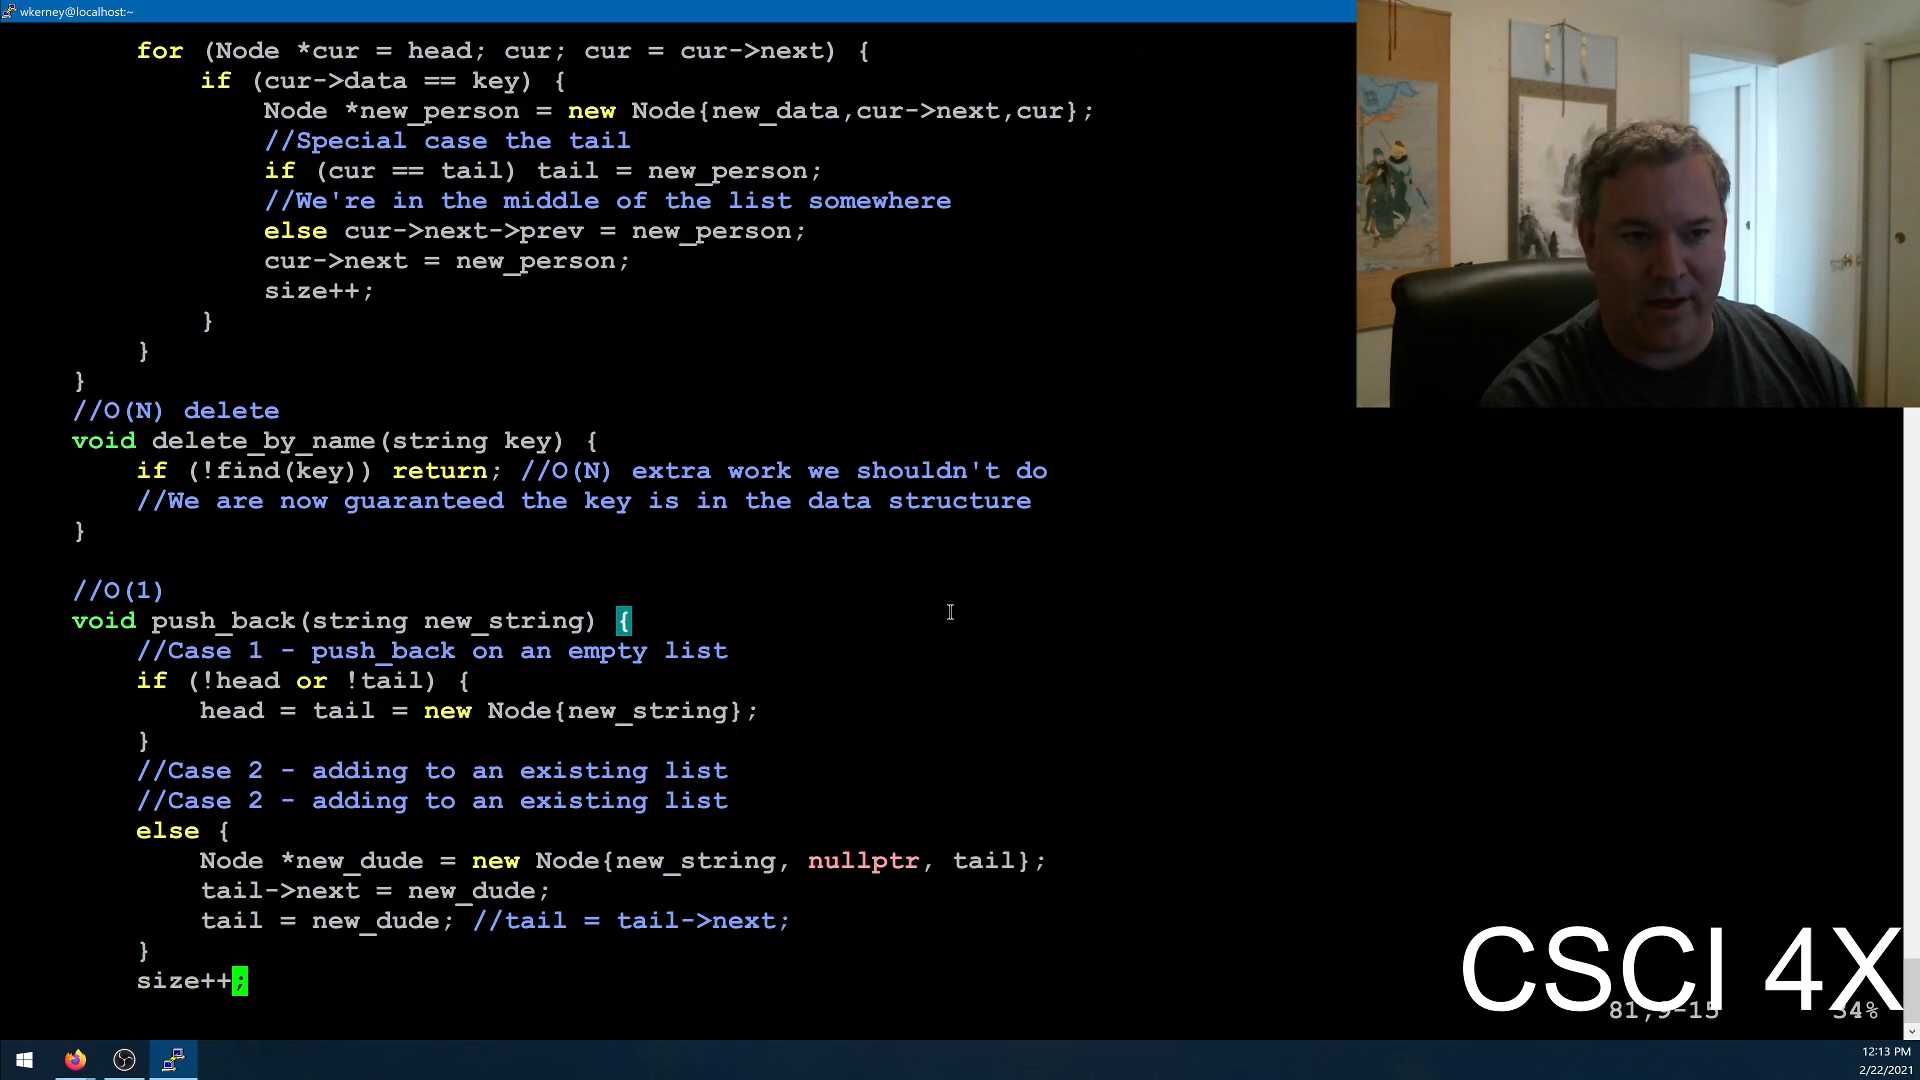 wkerney@localhost:~
for (Node *cur = head; cur; cur = cur->next) {
if (cur->data == key) {
Node *new_person = new Node{new_data,cur->next,cur};
//Special case the tail
if (cur == tail) tail = new_person;
//We're in the middle of the list somewhere
else cur->next->prev = new_person;
cur->next = new_person;
size++;
}
}
}
//O(N) delete
void delete_by_name(string key) {
if (!find(key)) return; //O(N) extra work we shouldn't do
//We are now guaranteed the key is in the data structure
}
//O(1)
void push_back(string new_string) {
//Case 1 - push_back on an empty list
if (!head or !tail) {
head = tail = new Node{new_string};
}
//Case 2 - adding to an existing list
//Case 2 - adding to an existing list
else {
Node *new_dude = new Node{new_string, nullptr, tail};
tail->next = new_dude;
tail = new_dude; //tail = tail->next;
}
size++;
CSCI 4X
81,9-15 34%
12:13 PM
2/22/2021